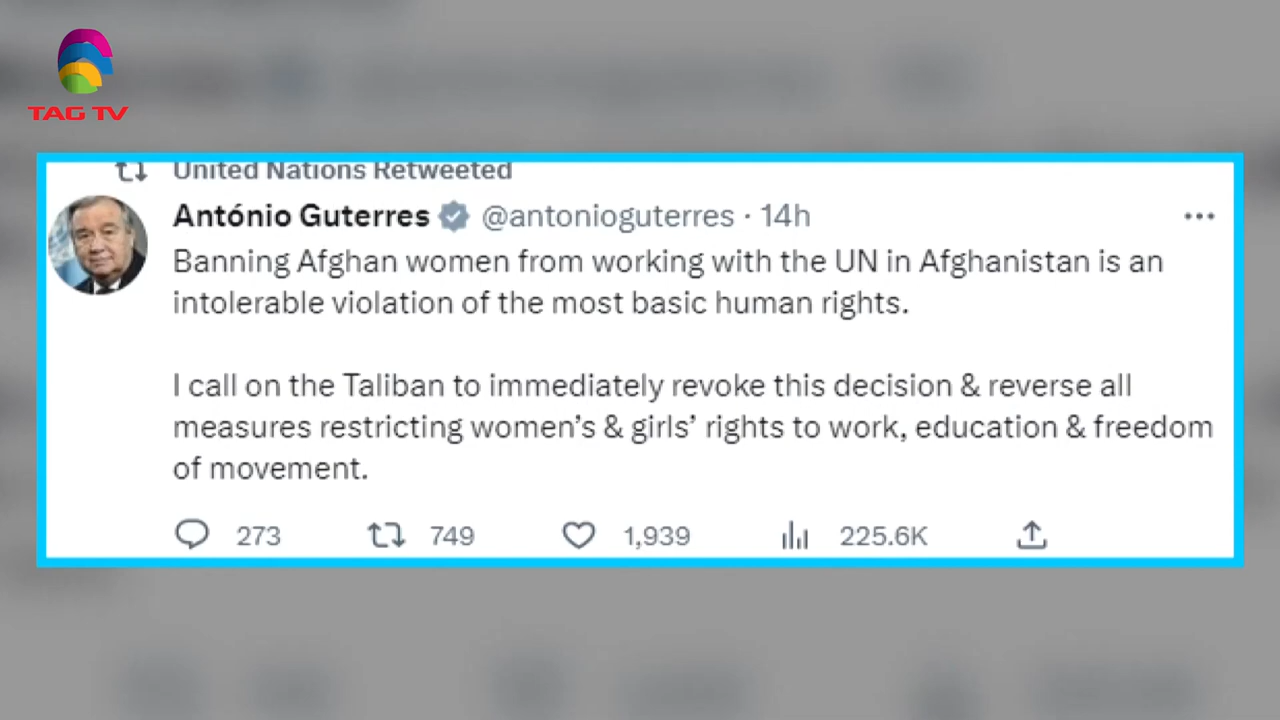 TAG TV
United Nations Retweeted
António Guterres @antonioguterres · 14h
Banning Afghan women from working with the UN in Afghanistan is an
intolerable violation of the most basic human rights.
I call on the Taliban to immediately revoke this decision & reverse all
measures restricting women’s & girls’ rights to work, education & freedom
of movement.
273 749 1,939 225.6K